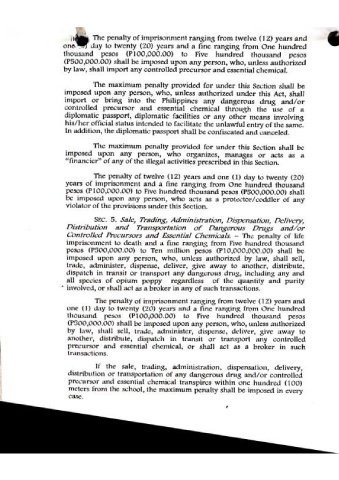 The penalty of imprisonment ranging from twelve (12) years and
one day to twenty (20) years and a fine ranging from One hundred
thousand pesos (P100,000.00) to Five hundred thousand pesos
(P500,000.00) shall be imposed upon any person, who, unless authorized
by law, shall import any controlled precursor and essential chemical.
The maximum penalty provided for under this Section shall be
imposed upon any person, who, unless authorized under this Act, shall
import or bring into the Philippines any dangerous drug and/or
controlled precursor and essential chemical through the use of a
diplomatic passport, diplomatic facilities or any other means involving
his/her official status intended to facilitate the unlawful entry of the same.
In addition, the diplomatic passport shall be confiscated and canceled.
The maximum penalty provided for under this Section shall be
imposed upon any person, who organizes, manages or acts as a
"financier" of any of the illegal activities prescribed in this Section.
The penalty of twelve (12) years and one (1) day to twenty (20)
years of imprisonment and a fine ranging from One hundred thousand
pesos (P100,000.00) to Five hundred thousand pesos (P500,000.00) shall
be imposed upon any person, who acts as a protector/coddler of any
violator of the provisions under this Section.
SEC. 5. Sale, Trading, Administration, Dispensation, Delivery,
Distribution and Transportation of Dangerous Drugs and/or
Controlled Precursors and Essential Chemicals. – The penalty of life
imprisonment to death and a fine ranging from Five hundred thousand
pesos (P500,000.00) to Ten million pesos (P10,000,000.00) shall be
imposed upon any person, who, unless authorized by law, shall sell,
trade, administer, dispense, deliver, give away to another, distribute,
dispatch in transit or transport any dangerous drug, including any and
all species of opium poppy regardless of the quantity and purity
involved, or shall act as a broker in any of such transactions.
The penalty of imprisonment ranging from twelve (12) years and
one (1) day to twenty (20) years and a fine ranging from One hundred
thousand pesos (P100,000.00) to Five hundred thousand pesos
(P500,000.00) shall be imposed upon any person, who, unless authorized
by law, shall sell, trade, administer, dispense, deliver, give away to
another, distribute, dispatch in transit or transport any controlled
precursor and essential chemical, or shall act as a broker in such
transactions.
If the sale, trading, administration, dispensation, delivery,
distribution or transportation of any dangerous drug and/or controlled
precursor and essential chemical transpires within one hundred (100)
meters from the school, the maximum penalty shall be imposed in every
case.